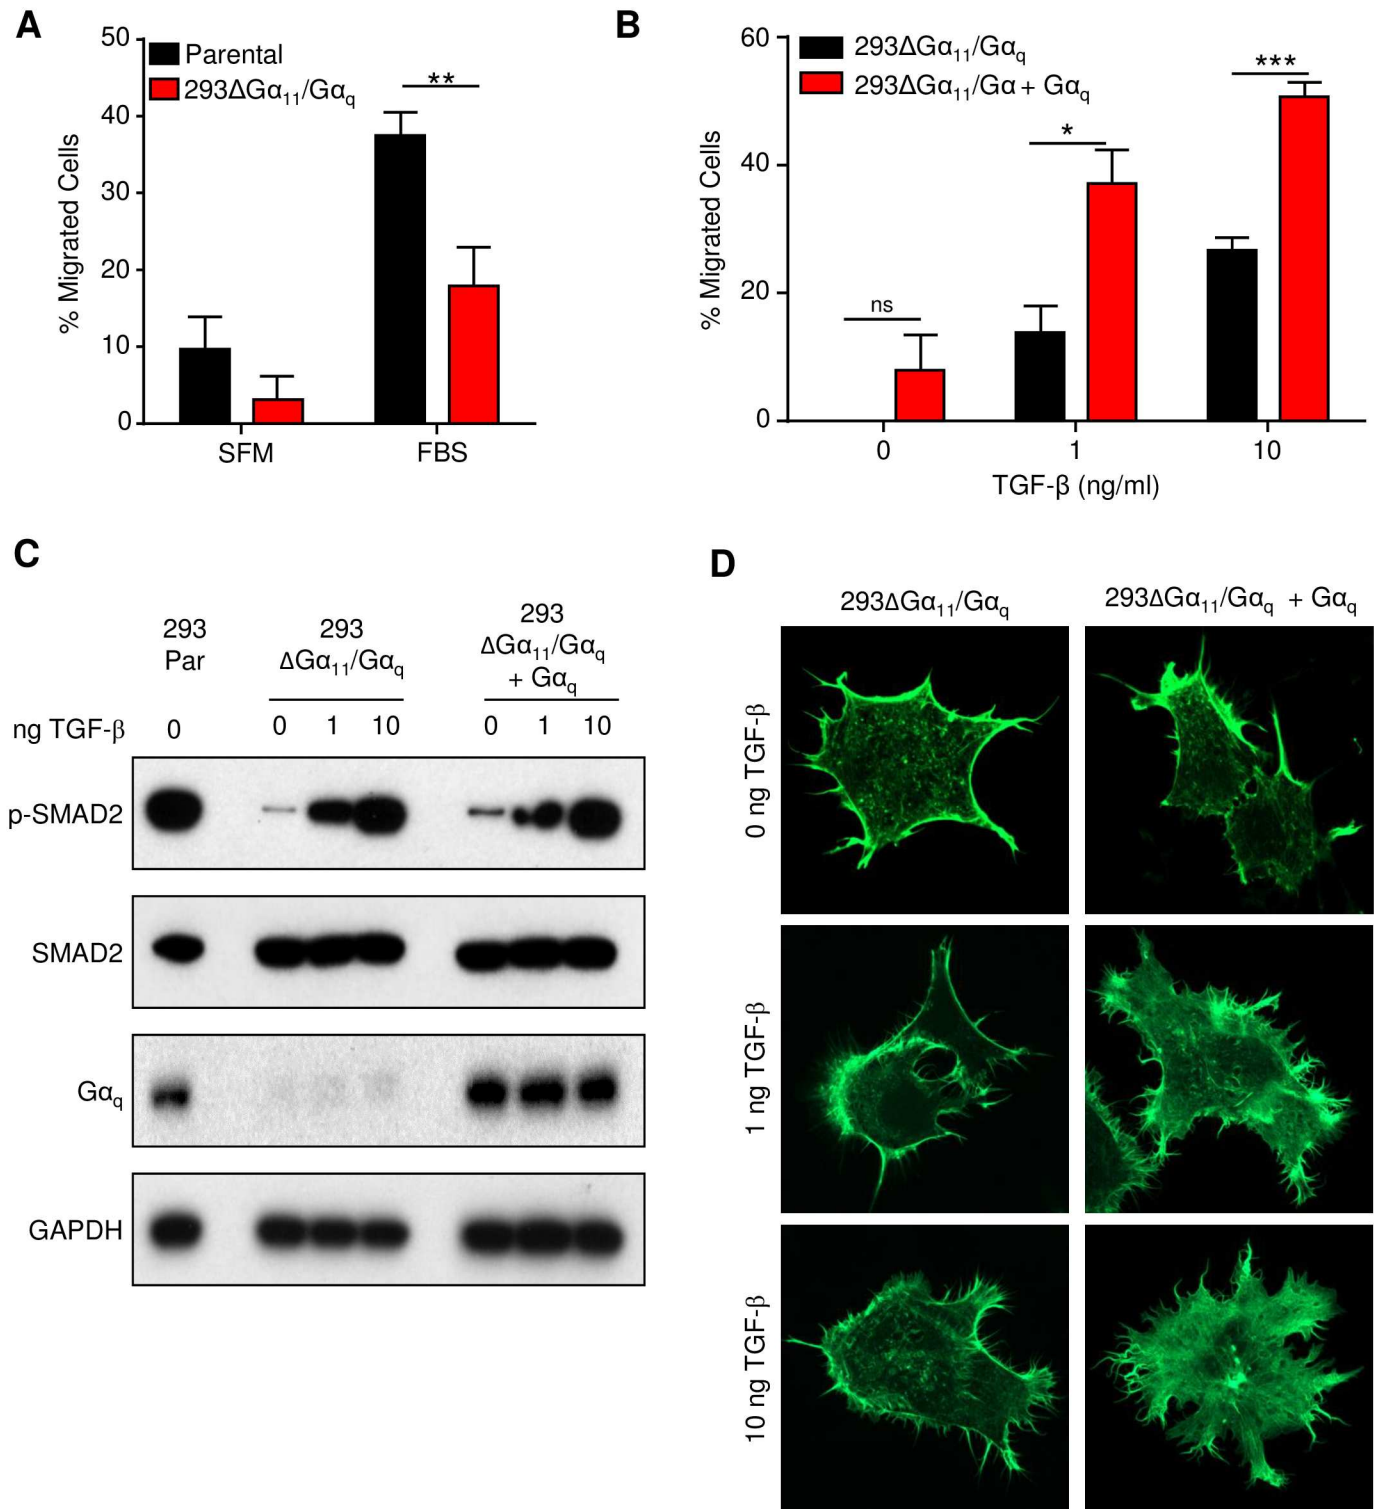 A
50
40
30
20
10
0
% Migrated Cells
Parental
293ΔGα11/Gαq
**
SFM
FBS
B
60
40
20
0
% Migrated Cells
293ΔGα11/Gαq
293ΔGα11/Gα + Gαq
ns
*
***
0
1
10
TGF-β (ng/ml)
C
293
Par
293
ΔGα11/Gαq
293
ΔGα11/Gαq
+ Gαq
ng TGF-β 0 0 1 10 0 1 10
p-SMAD2
SMAD2
Gαq
GAPDH
D
293ΔGα11/Gαq
293ΔGα11/Gαq + Gαq
0 ng TGF-β
1 ng TGF-β
10 ng TGF-β